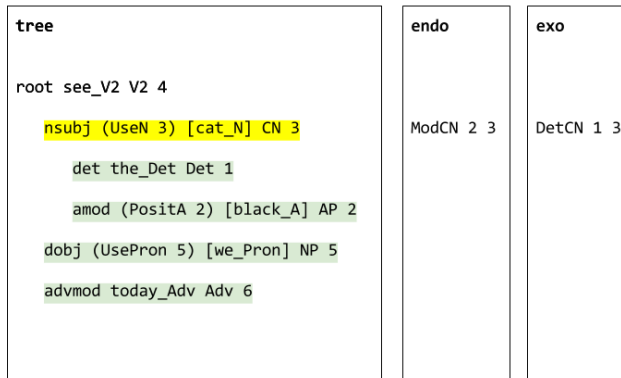 tree
root see_V2 V2 4
nsubj (UseN 3) [cat_N] CN 3
det the_Det Det 1
amod (PositA 2) [black_A] AP 2
dobj (UsePron 5) [we_Pron] NP 5
advmod today_Adv Adv 6
endo
ModCN 2 3
exo
DetCN 1 3